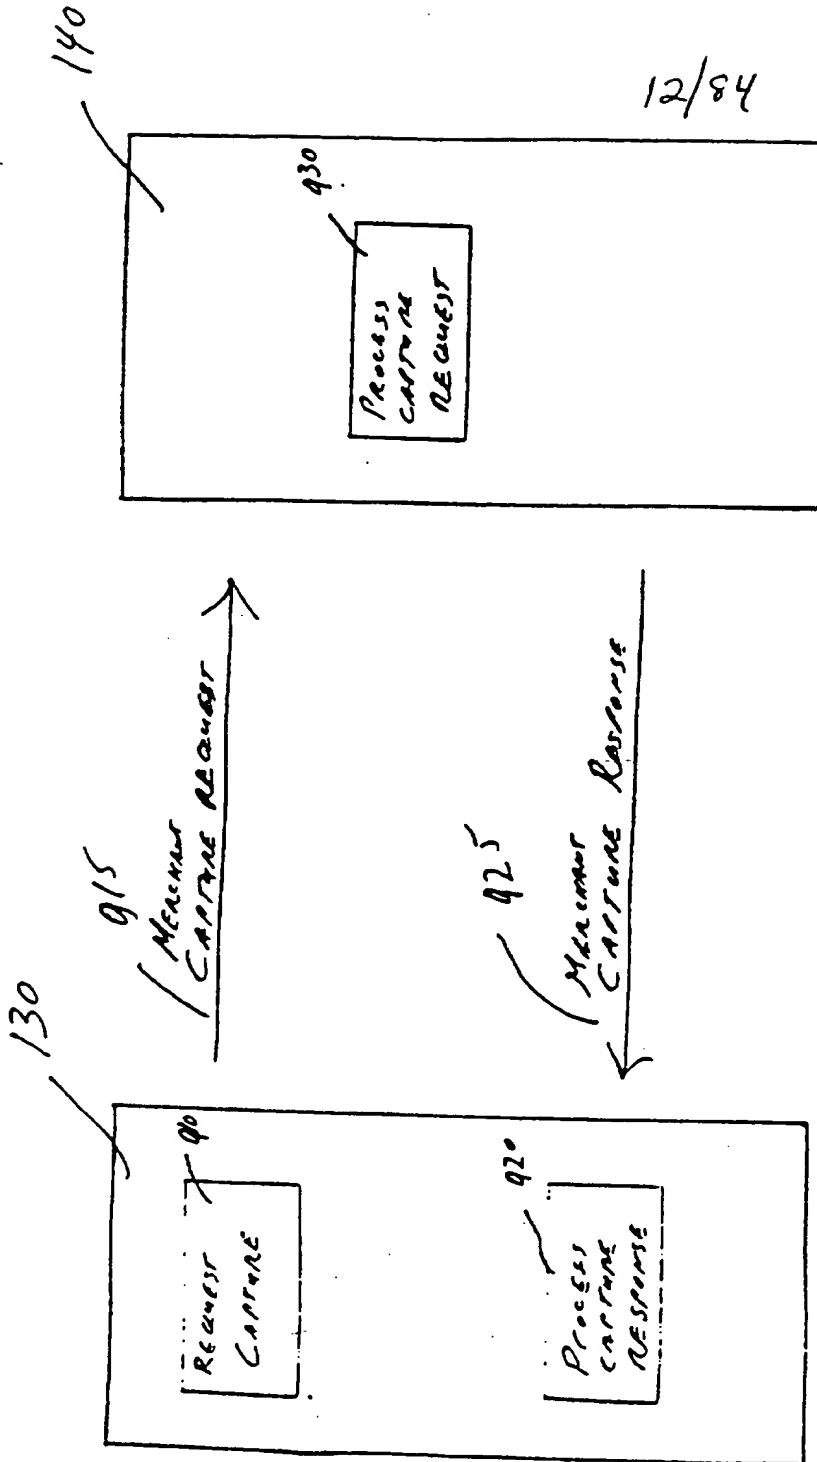 12/84
130
910
REQUEST
CAPTURE
920
PROCESS
CAPTURE
RESPONSE
915
MERCHANT
CAPTURE REQUEST
925
MERCHANT
CAPTURE RESPONSE
140
930
PROCESS
CAPTURE
REQUEST